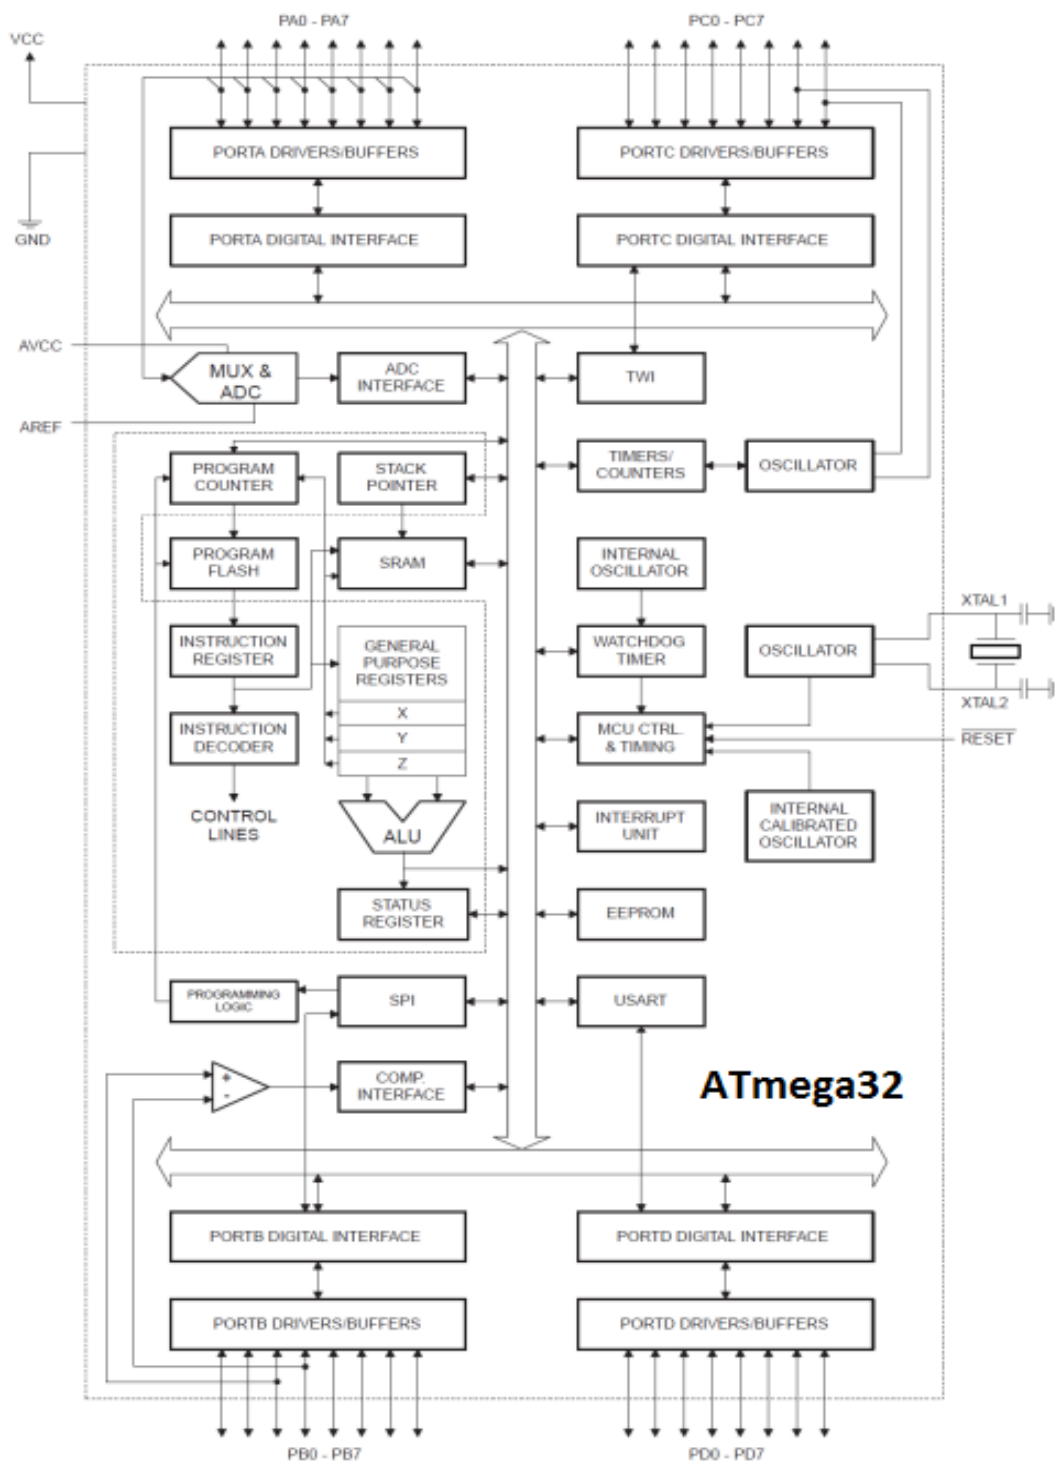 PA0 - PA7
PC0 - PC7
VCC
PORTA DRIVERS/BUFFERS
PORTC DRIVERS/BUFFERS
GND
PORTA DIGITAL INTERFACE
PORTC DIGITAL INTERFACE
AVCC
MUX &
ADC
ADC
INTERFACE
TWI
AREF
PROGRAM
COUNTER
STACK
POINTER
TIMERS/
COUNTERS
OSCILLATOR
PROGRAM
FLASH
SRAM
INTERNAL
OSCILLATOR
XTAL1
INSTRUCTION
REGISTER
GENERAL
PURPOSE
REGISTERS
WATCHDOG
TIMER
OSCILLATOR
XTAL2
X
INSTRUCTION
DECODER
Y
MCU CTRL.
& TIMING
RESET
Z
CONTROL
LINES
ALU
INTERRUPT
UNIT
INTERNAL
CALIBRATED
OSCILLATOR
STATUS
REGISTER
EEPROM
PROGRAMMING
LOGIC
SPI
USART
+
-
COMP.
INTERFACE
ATmega32
PORTB DIGITAL INTERFACE
PORTD DIGITAL INTERFACE
PORTB DRIVERS/BUFFERS
PORTD DRIVERS/BUFFERS
PB0 - PB7
PD0 - PD7